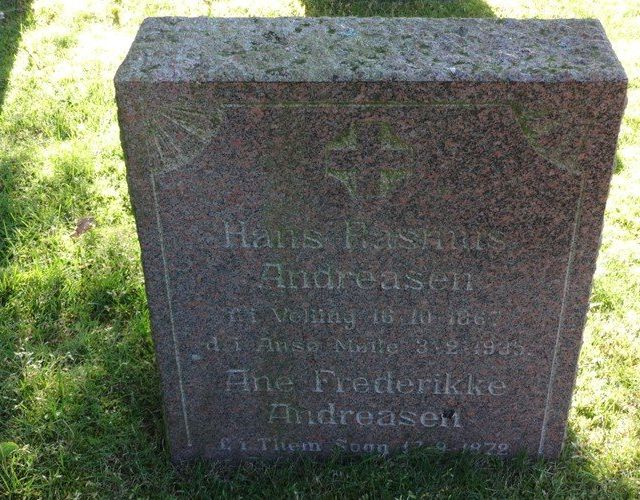 Hans Rasmus
Andreasen
f. i Velling 16-10-1867
d. i Ansø Mølle 3-2-1935.
Ane Frederikke
Andreasen
f. i Titem Sogn 17-9-1872